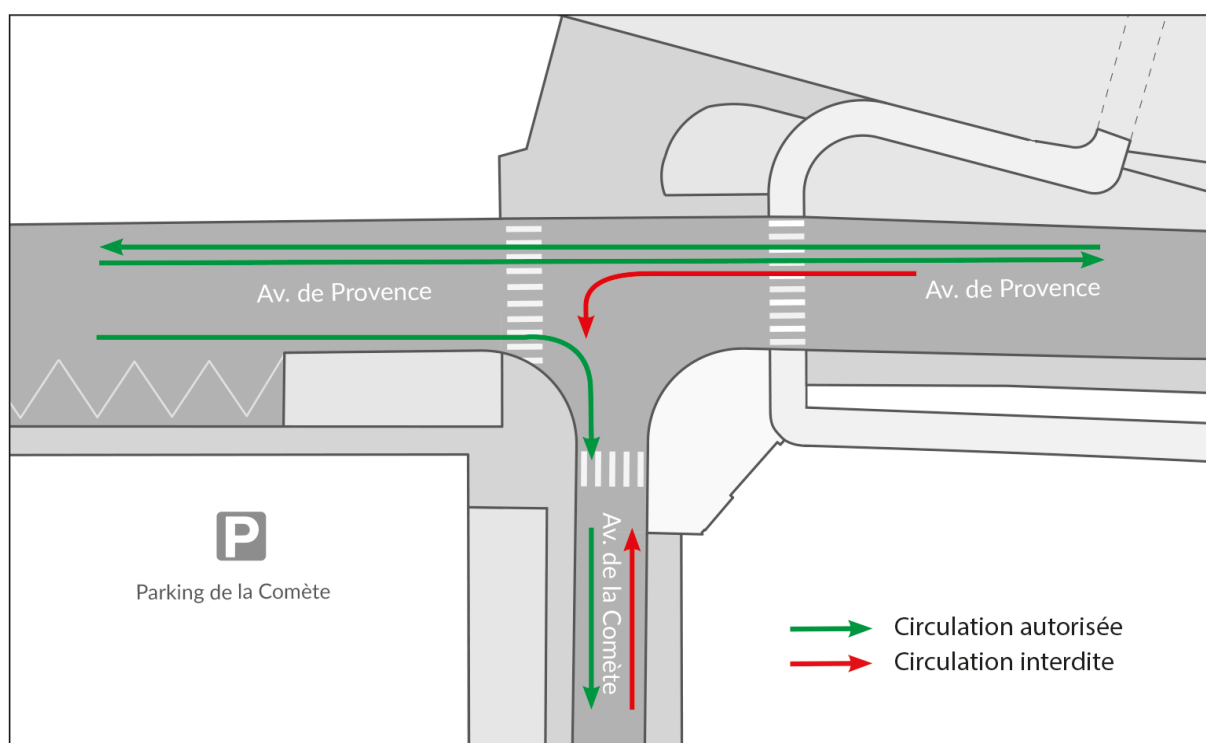 Av. de Provence
Av. de Provence
Av. de la Comète
P
Parking de la Comète
Circulation autorisée
Circulation interdite